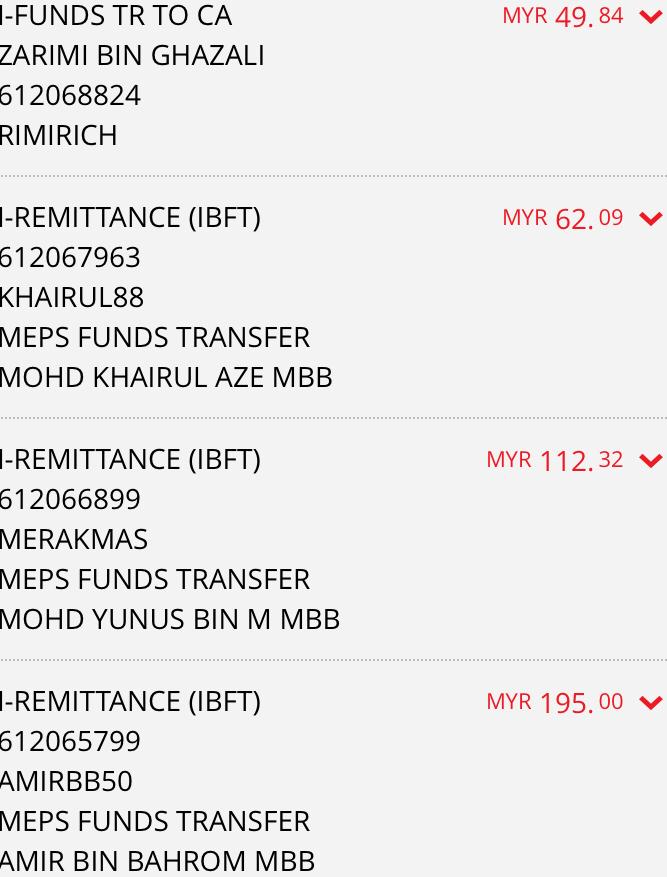 I-FUNDS TR TO CA MYR 49.84
ZARIMI BIN GHAZALI
612068824
RIMIRICH
I-REMITTANCE (IBFT) MYR 62.09
612067963
KHAIRUL88
MEPS FUNDS TRANSFER
MOHD KHAIRUL AZE MBB
I-REMITTANCE (IBFT) MYR 112.32
612066899
MERAKMAS
MEPS FUNDS TRANSFER
MOHD YUNUS BIN M MBB
I-REMITTANCE (IBFT) MYR 195.00
612065799
AMIRBB50
MEPS FUNDS TRANSFER
AMIR BIN BAHROM MBB